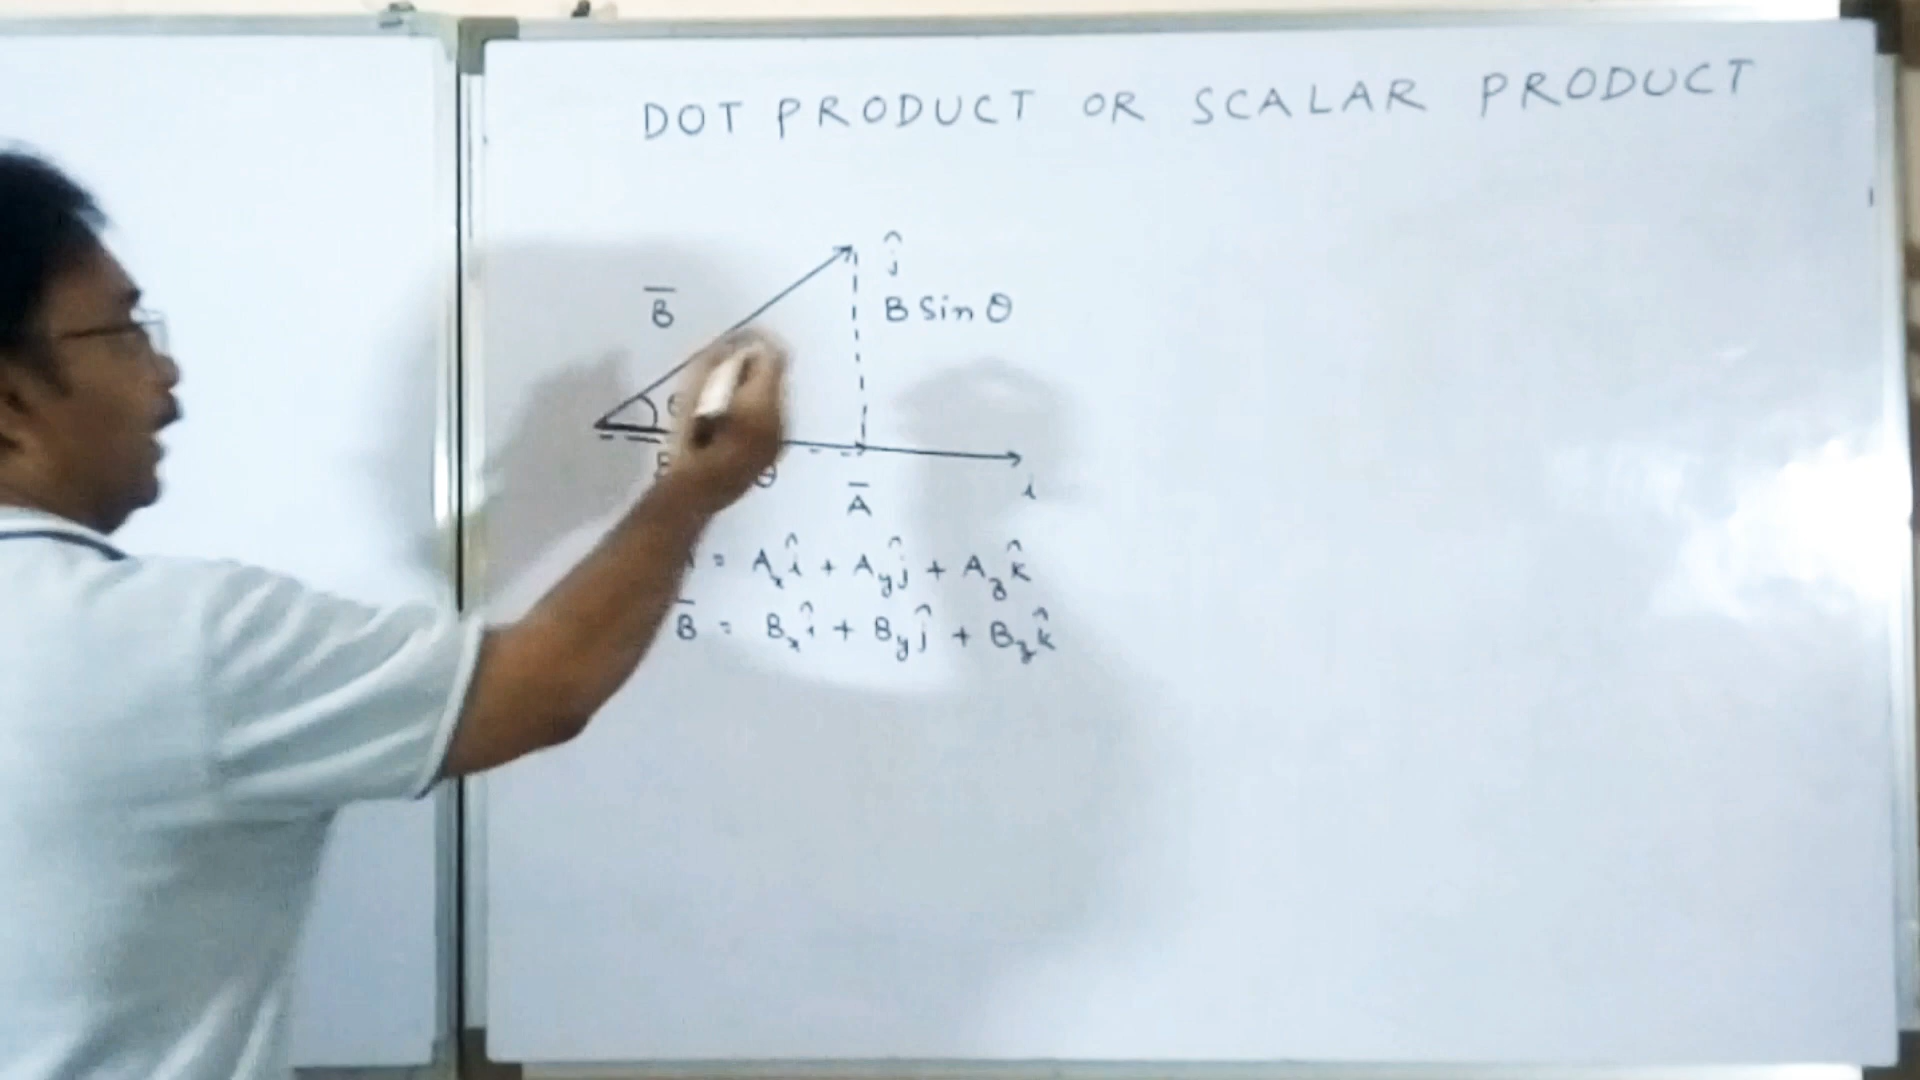 DOT PRODUCT OR SCALAR PRODUCT
ĵ
B̅
B Sin θ
θ
i
A̅
= Aₓî + Aᵧĵ + A_z k̂
B̅ = Bₓî + Bᵧĵ + B_z k̂